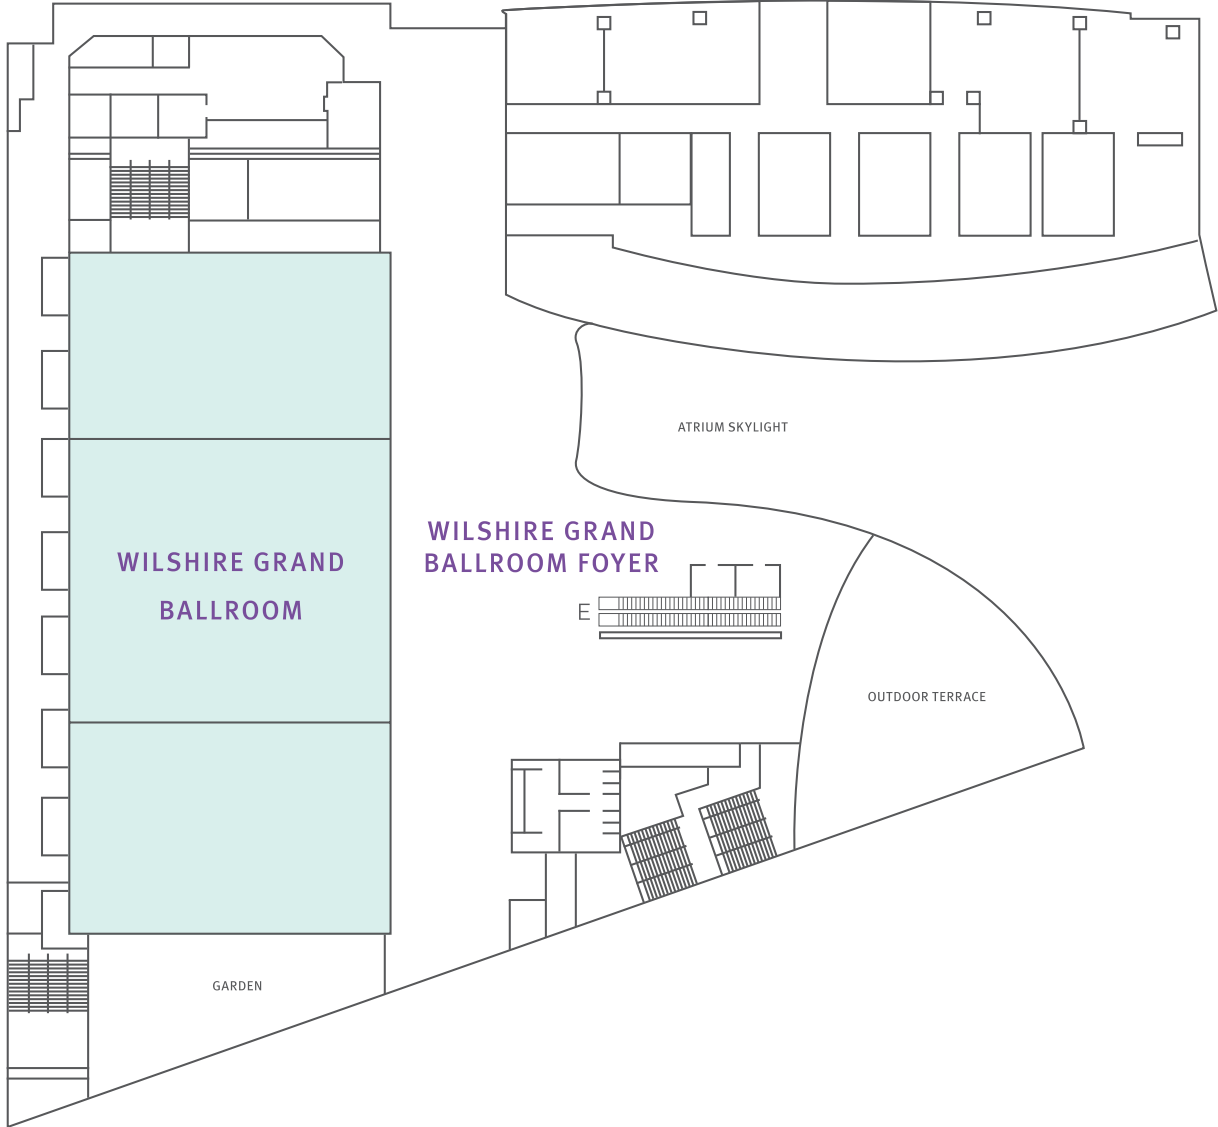 ATRIUM SKYLIGHT
WILSHIRE GRAND
BALLROOM FOYER
WILSHIRE GRAND
BALLROOM
E
OUTDOOR TERRACE
GARDEN